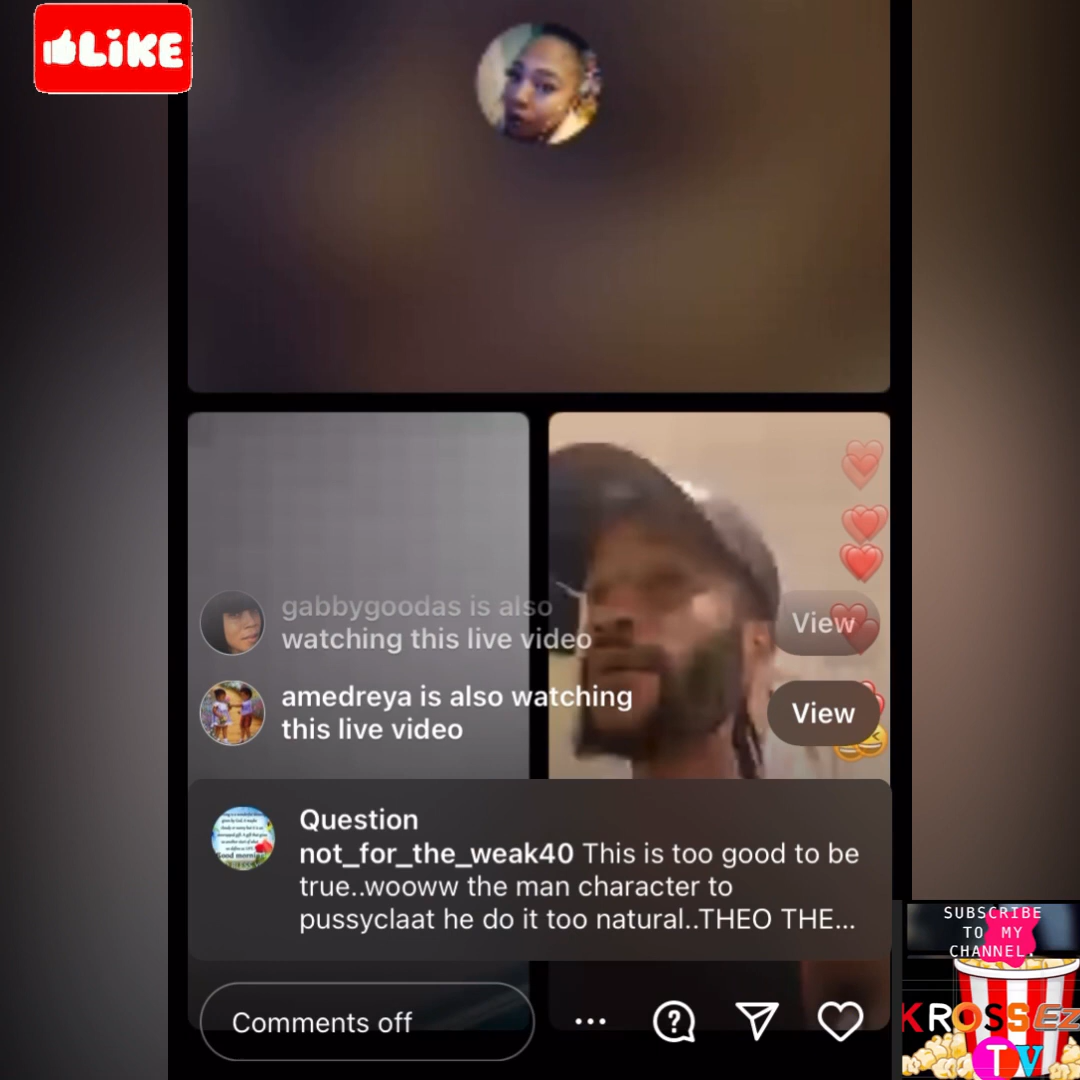 LiKE
gabbygoodas is also
watching this live video
View
amedreya is also watching
this live video
View
Question
not_for_the_weak40 This is too good to be
true..wooww the man character to
pussyclaat he do it too natural..THEO THE...
Good morning
Comments off
SUBSCRIBE
TO MY
CHANNEL.
KROSSEz
TV